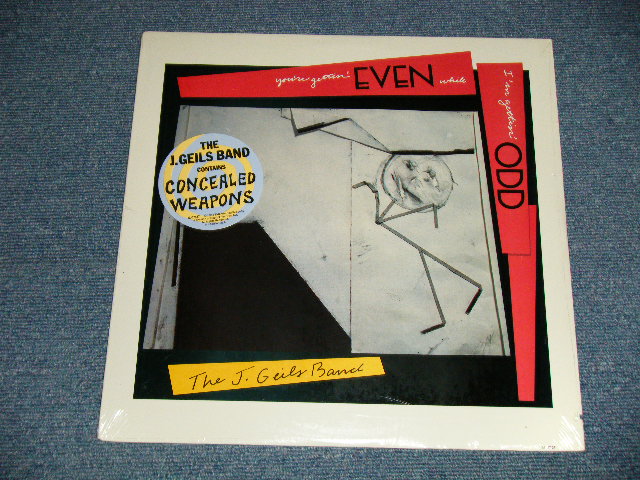 you're gettin' EVEN while
I'm gettin' ODD
THE
J. GEILS BAND
CONTAINS
CONCEALED
WEAPONS
The J. Geils Band